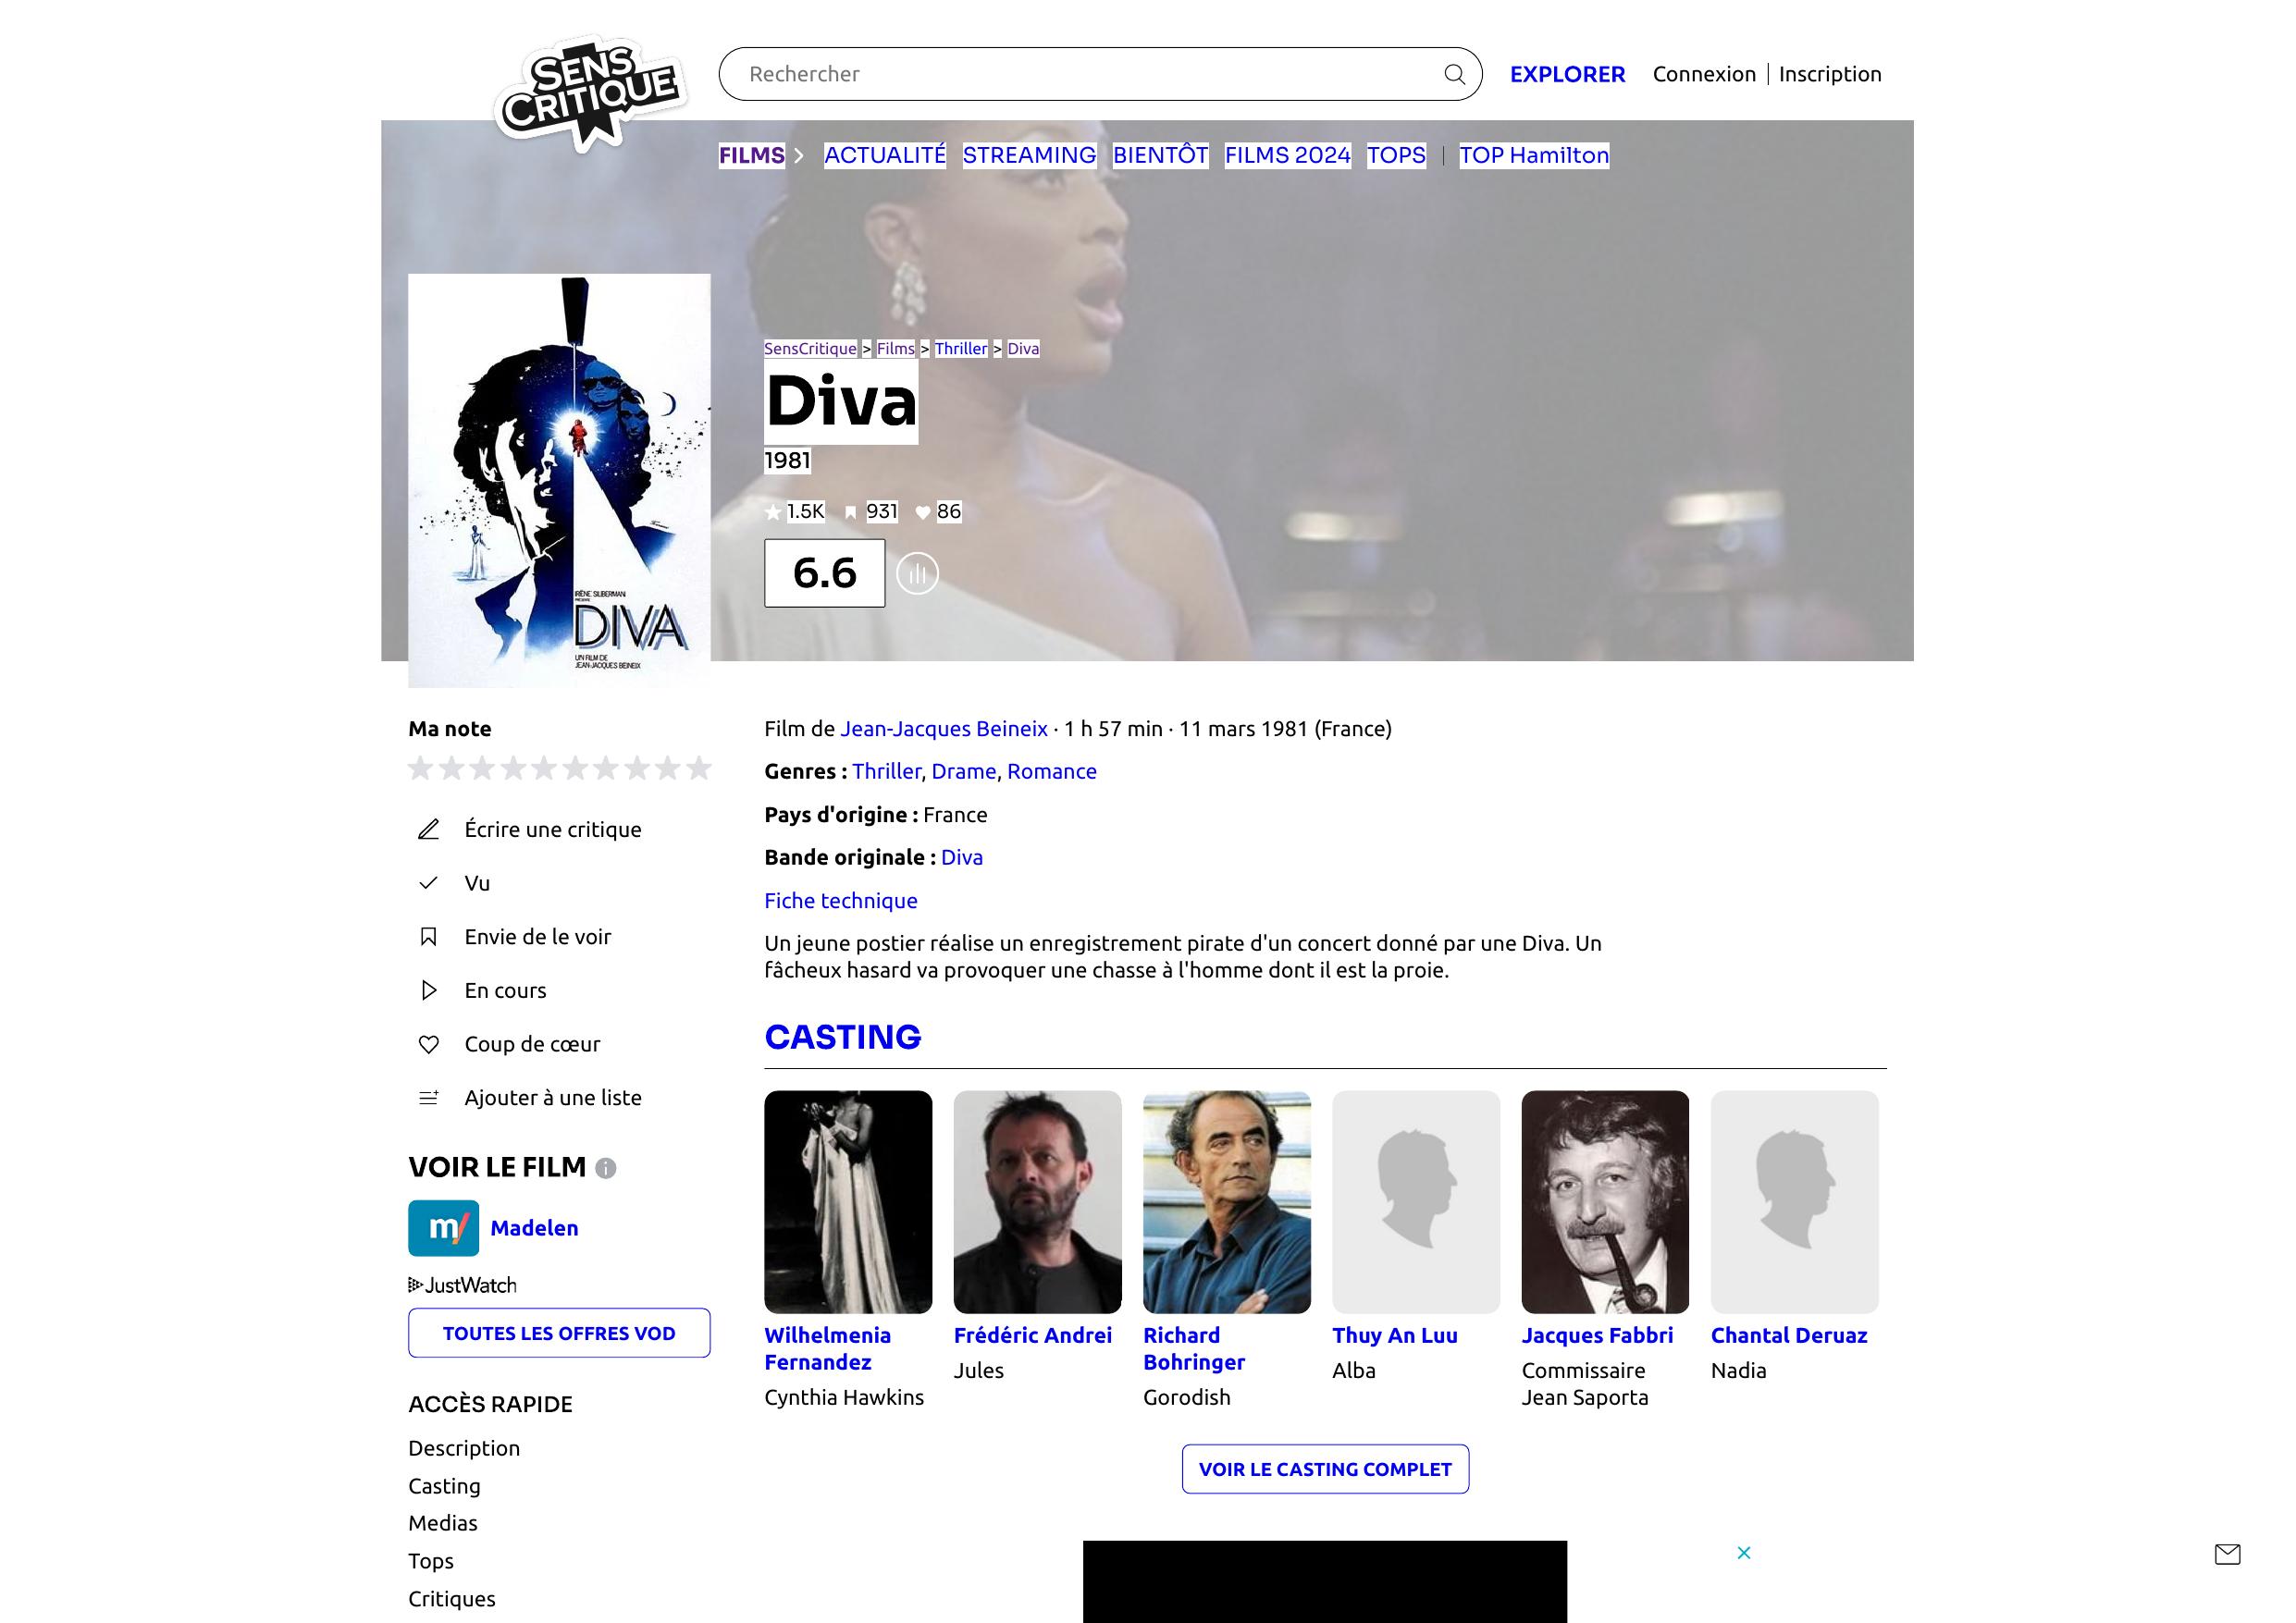 SENS
CRITIQUE
Rechercher
EXPLORER
Connexion | Inscription
FILMS
ACTUALITÉ
STREAMING
BIENTÔT
FILMS 2024
TOPS
|
TOP Hamilton
SensCritique > Films > Thriller > Diva
Diva
1981
1.5K 931 86
6.6
IRÈNE SILBERMAN
PRÉSENTE
DIVA
UN FILM DE
JEAN-JACQUES BEINEIX
Ma note
Écrire une critique
Vu
Envie de le voir
En cours
Coup de cœur
Ajouter à une liste
VOIR LE FILM
m/
Madelen
JustWatch
TOUTES LES OFFRES VOD
ACCÈS RAPIDE
Description
Casting
Medias
Tops
Critiques
Film de Jean-Jacques Beineix · 1 h 57 min · 11 mars 1981 (France)
Genres : Thriller, Drame, Romance
Pays d'origine : France
Bande originale : Diva
Fiche technique
Un jeune postier réalise un enregistrement pirate d'un concert donné par une Diva. Un
fâcheux hasard va provoquer une chasse à l'homme dont il est la proie.
CASTING
Wilhelmenia
Fernandez
Cynthia Hawkins
Frédéric Andrei
Jules
Richard
Bohringer
Gorodish
Thuy An Luu
Alba
Jacques Fabbri
Commissaire
Jean Saporta
Chantal Deruaz
Nadia
VOIR LE CASTING COMPLET